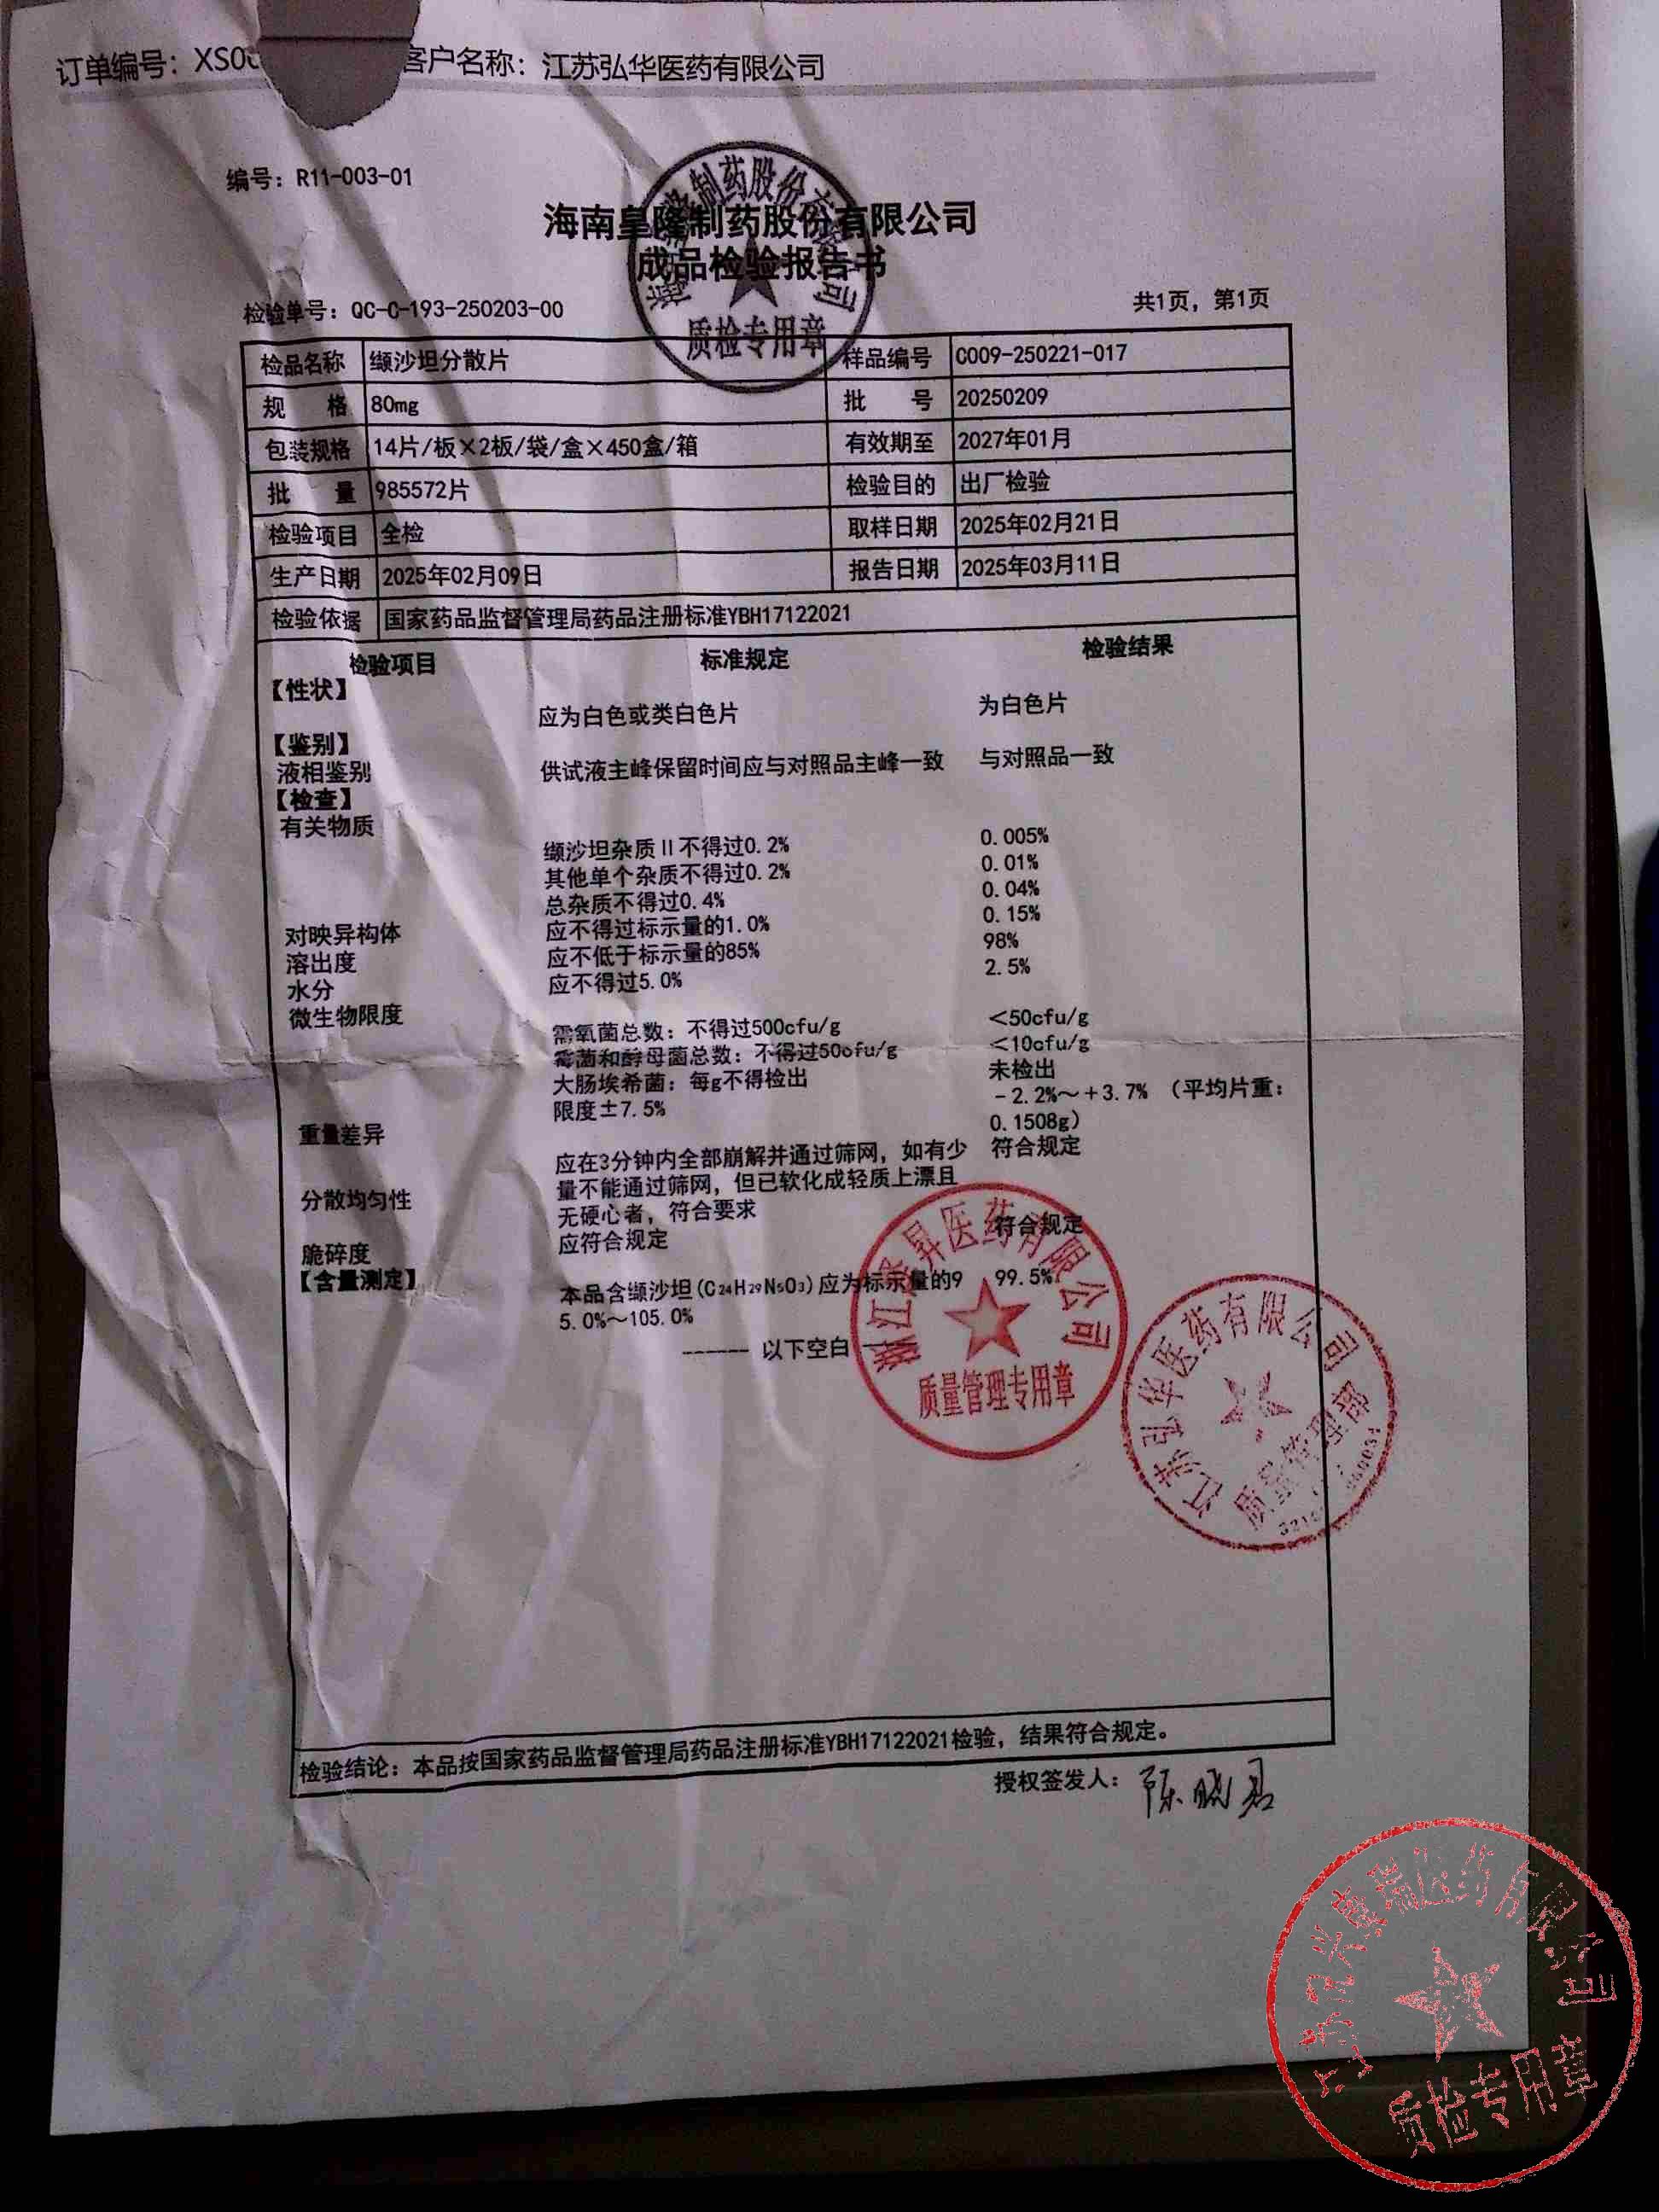 订单编号：XS0 客户名称：江苏弘华医药有限公司
编号：R11-003-01
海南皇隆制药股份有限公司
成品检验报告书
质检专用章
检验单号：QC-C-193-250203-00 共1页，第1页
检品名称 缬沙坦分散片 样品编号 C009-250221-017
规 格 80mg 批 号 20250209
包装规格 14片/板×2板/袋/盒×450盒/箱 有效期至 2027年01月
批 量 985572片 检验目的 出厂检验
检验项目 全检 取样日期 2025年02月21日
生产日期 2025年02月09日 报告日期 2025年03月11日
检验依据 国家药品监督管理局药品注册标准YBH17122021
检验项目 标准规定 检验结果
【性状】
应为白色或类白色片 为白色片
【鉴别】
液相鉴别 供试液主峰保留时间应与对照品主峰一致 与对照品一致
【检查】
有关物质
缬沙坦杂质Ⅱ不得过0.2% 0.005%
其他单个杂质不得过0.2% 0.01%
总杂质不得过0.4% 0.04%
对映异构体 应不得过标示量的1.0% 0.15%
溶出度 应不低于标示量的85% 98%
水分 应不得过5.0% 2.5%
微生物限度
需氧菌总数：不得过500cfu/g <50cfu/g
霉菌和酵母菌总数：不得过50cfu/g <10cfu/g
大肠埃希菌：每g不得检出 未检出
重量差异 限度±7.5% -2.2%～+3.7% （平均片重：
0.1508g）
分散均匀性 应在3分钟内全部崩解并通过筛网，如有少 符合规定
量不能通过筛网，但已软化成轻质上漂且
无硬心者，符合要求
脆碎度 应符合规定 符合规定
【含量测定】
本品含缬沙坦(C24H29N5O3)应为标示量的9 99.5%
5.0%～105.0%
------ 以下空白
质量管理专用章
江苏弘华医药有限公司
质量管理部
检验结论：本品按国家药品监督管理局药品注册标准YBH17122021检验，结果符合规定。
授权签发人：陈晓君
质检专用章